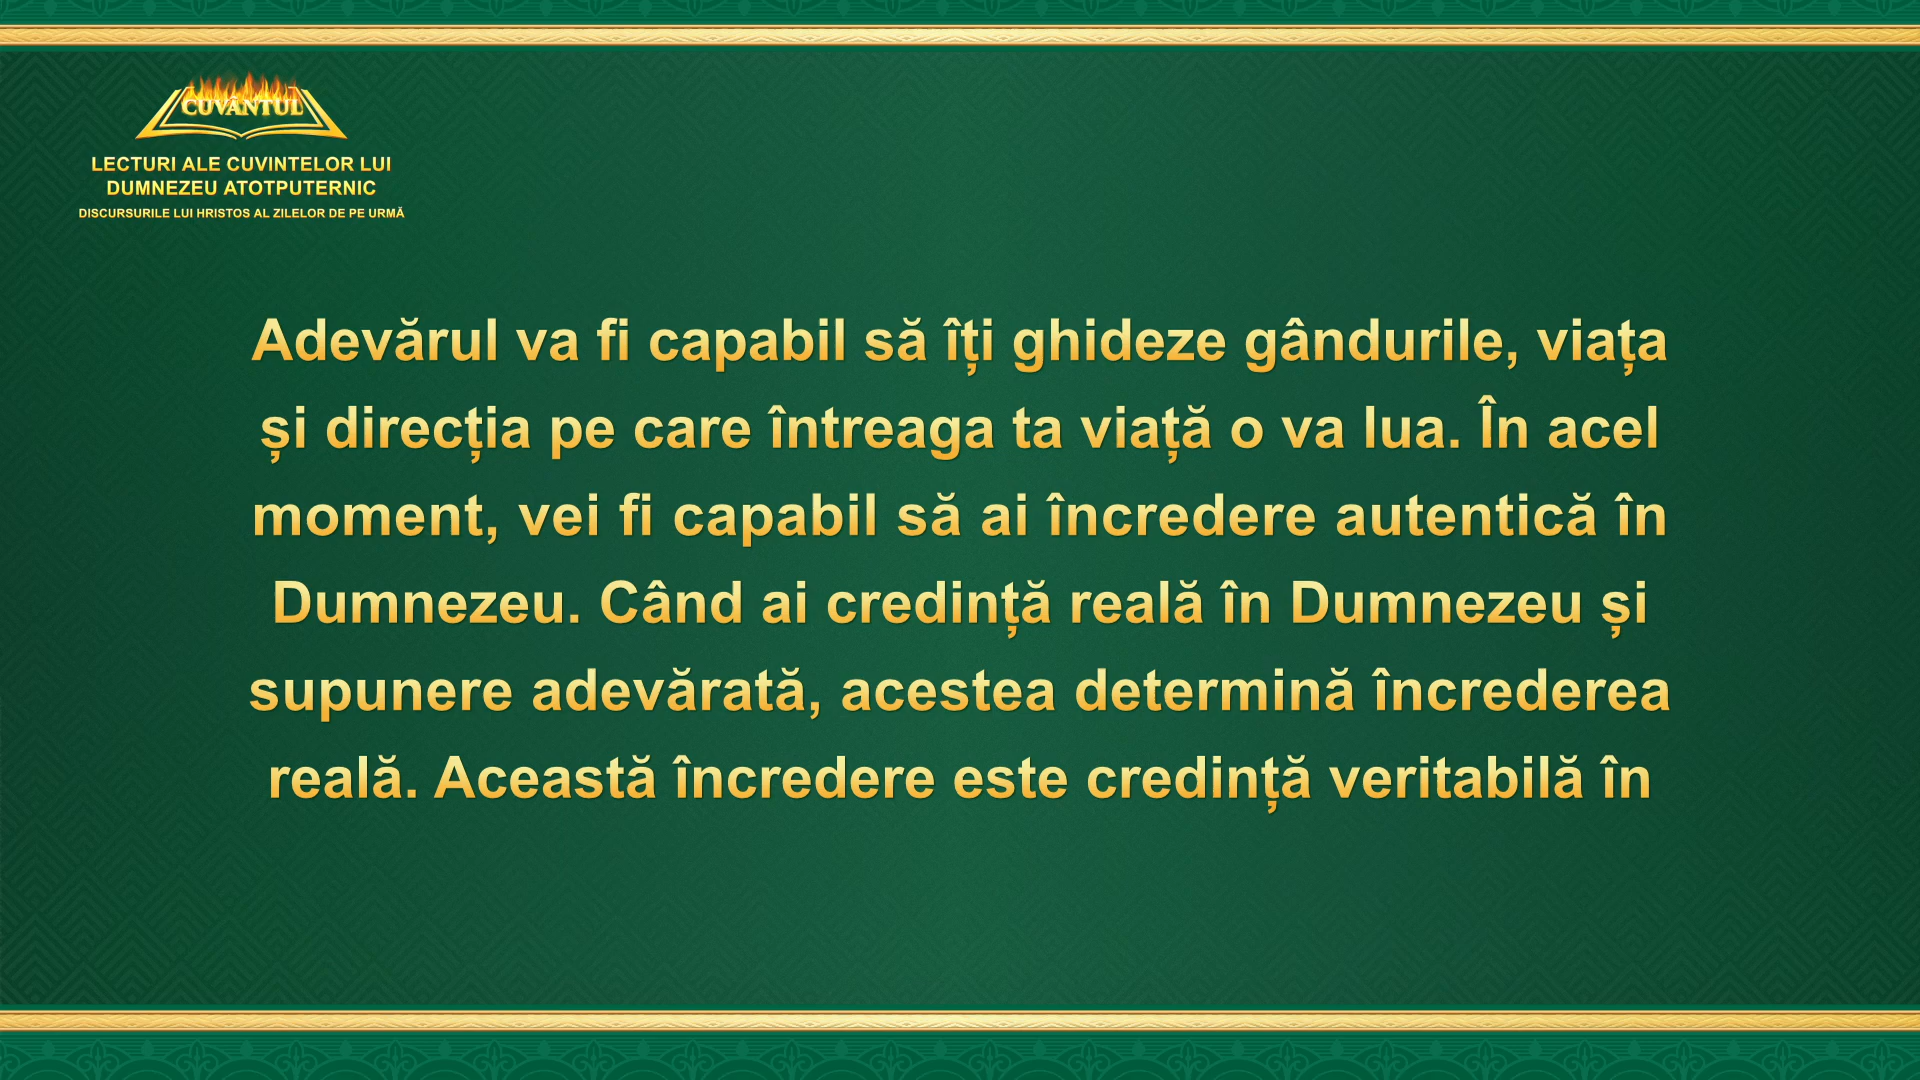 CUVÂNTUL
LECTURI ALE CUVINTELOR LUI
DUMNEZEU ATOTPUTERNIC
DISCURSURILE LUI HRISTOS AL ZILELOR DE PE URMĂ
Adevărul va fi capabil să îți ghideze gândurile, viața
și direcția pe care întreaga ta viață o va lua. În acel
moment, vei fi capabil să ai încredere autentică în
Dumnezeu. Când ai credință reală în Dumnezeu și
supunere adevărată, acestea determină încrederea
reală. Această încredere este credință veritabilă în